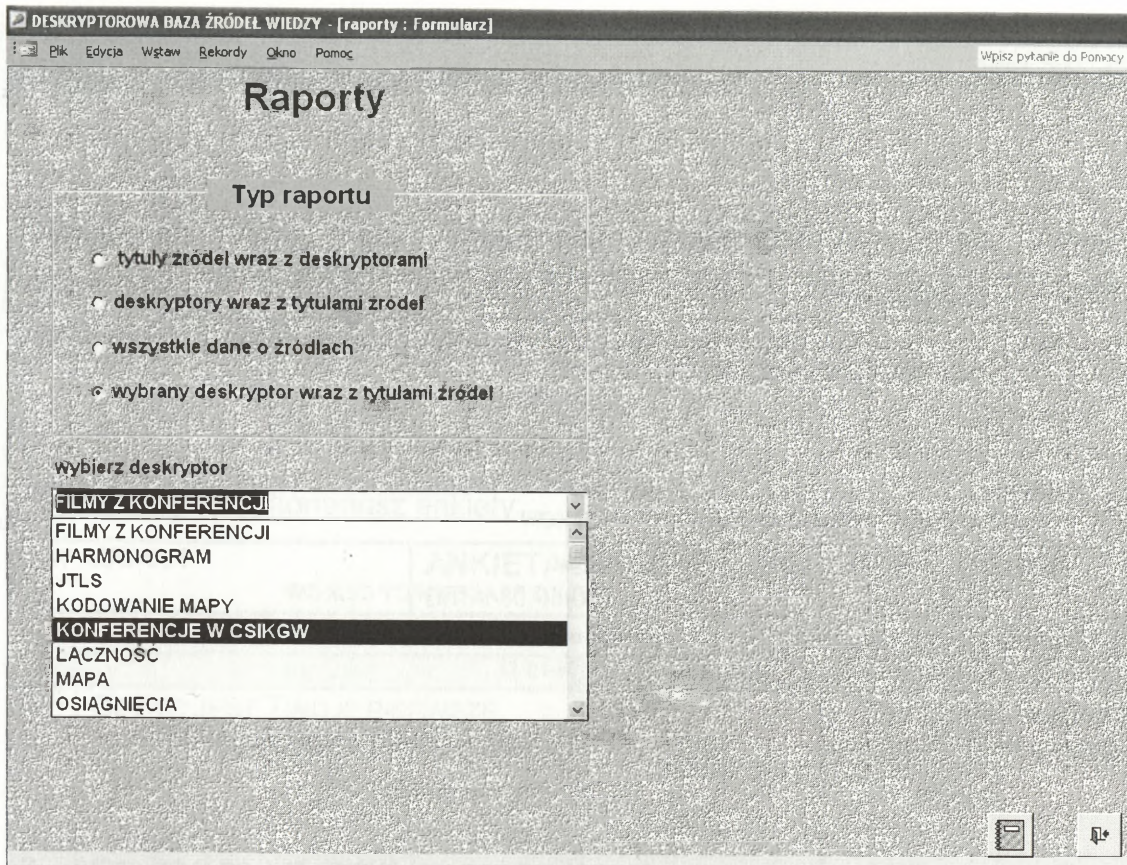 DESKRYPTOROWA BAZA ŹRÓDEŁ WIEDZY - [raporty : Formularz]
Plik Edycja Wstaw Rekordy Okno Pomoc
Wpisz pytanie do Pomocy
Raporty
Typ raportu
tytuły źródeł wraz z deskryptorami
deskryptory wraz z tytułami źródeł
wszystkie dane o źródłach
wybrany deskryptor wraz z tytułami źródeł
wybierz deskryptor
FILMY Z KONFERENCJI
FILMY Z KONFERENCJI
HARMONOGRAM
JTLS
KODOWANIE MAPY
KONFERENCJE W CSIKGW
ŁĄCZNOŚĆ
MAPA
OSIĄGNIĘCIA